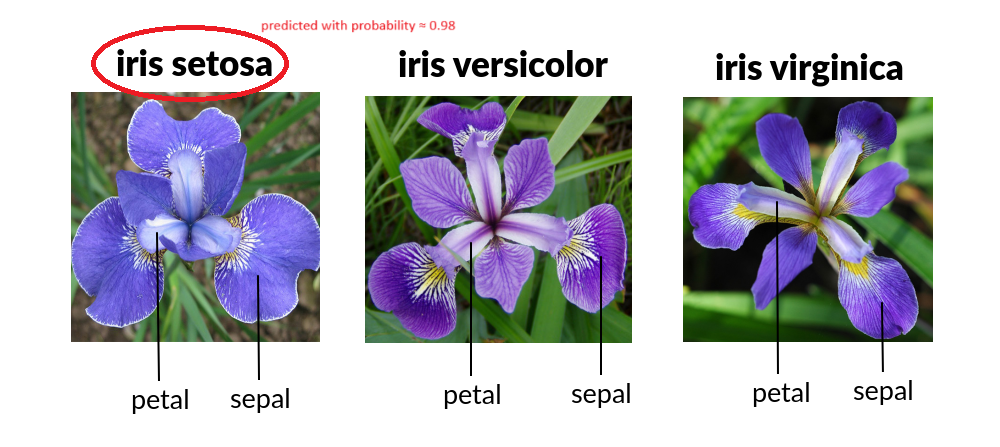 predicted with probability ≈ 0.98
iris setosa
iris versicolor
iris virginica
petal
sepal
petal
sepal
petal
sepal